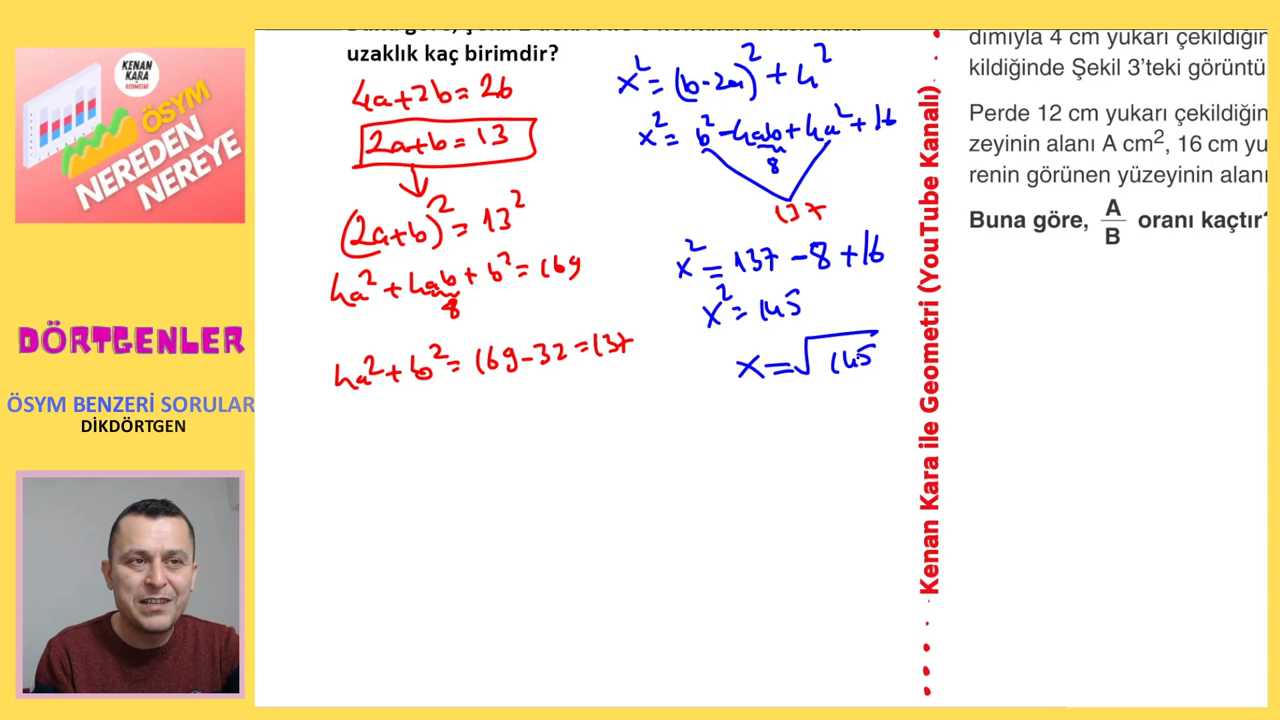 KENAN
KARA
ile
GEOMETRİ
ÖSYM
NEREDEN
NEREYE
DÖRTGENLER
ÖSYM BENZERİ SORULAR
DİKDÖRTGEN
uzaklık kaç birimdir?
4a+2b=26
2a+b=13
(2a+b)²=13²
4a²+4ab+b²=169
8
4a²+b²=169-32=137
x²=(b-2a)²+4²
x²=b²-4ab+4a²+16
8
137
x²=137-8+16
x²=145
x=√145
Kenan Kara ile Geometri (YouTube Kanalı)
dımıyla 4 cm yukarı çekildiğin
kildiğinde Şekil 3'teki görüntü
Perde 12 cm yukarı çekildiğin
zeyinin alanı A cm², 16 cm yu
renin görünen yüzeyinin alanı
Buna göre, A/B oranı kaçtır?